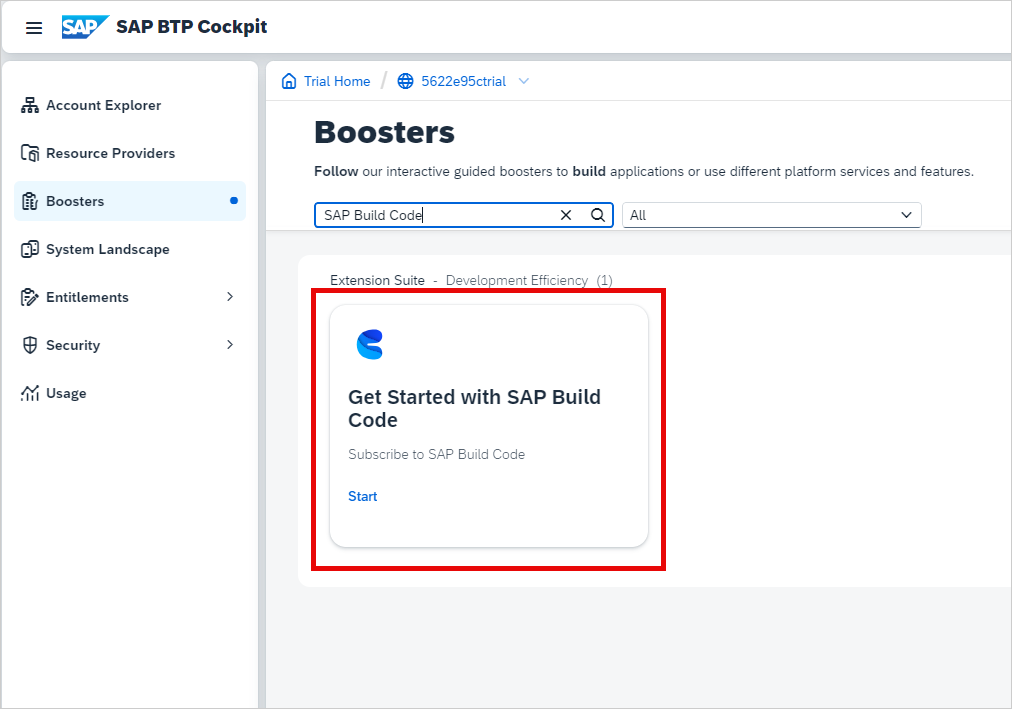 SAP SAP BTP Cockpit
Account Explorer
Resource Providers
Boosters
System Landscape
Entitlements
Security
Usage
Trial Home / 5622e95ctrial
Boosters
Follow our interactive guided boosters to build applications or use different platform services and features.
SAP Build Code All
Extension Suite - Development Efficiency (1)
Get Started with SAP Build
Code
Subscribe to SAP Build Code
Start